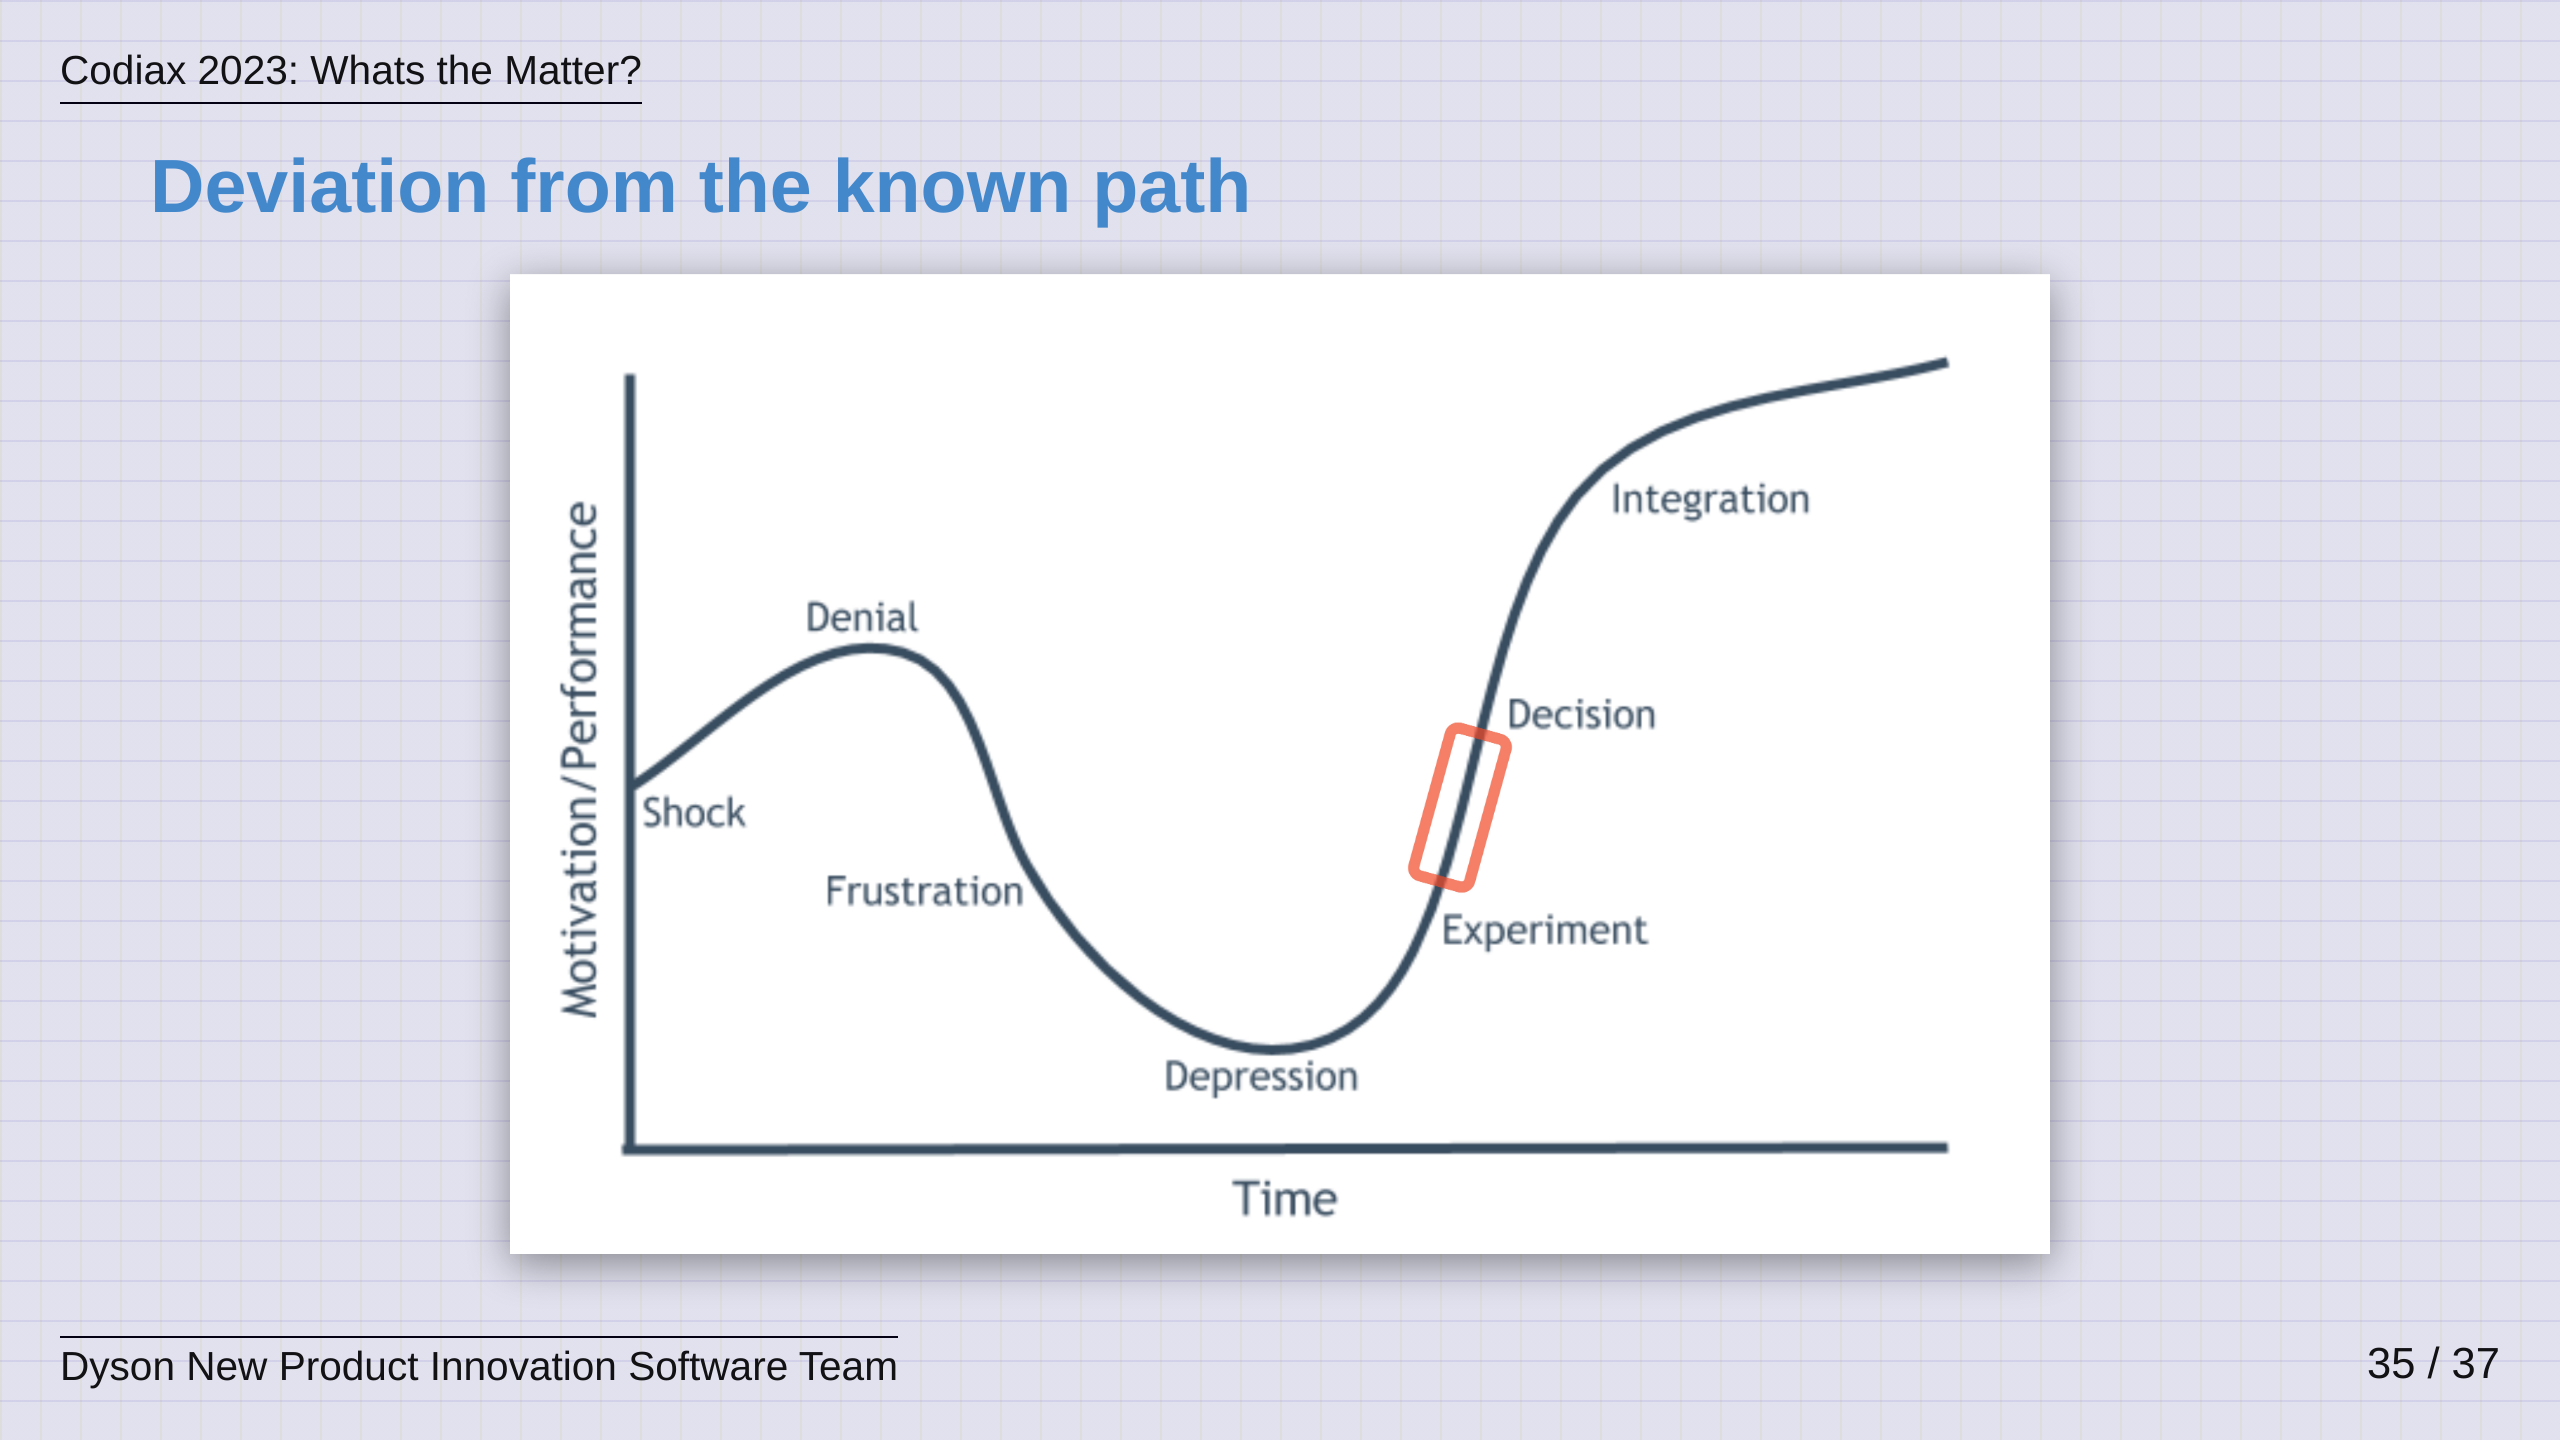 Codiax 2023: Whats the Matter?
Deviation from the known path
Motivation/Performance
Integration
Denial
Decision
Shock
Frustration
Experiment
Depression
Time
Dyson New Product Innovation Software Team
35 / 37